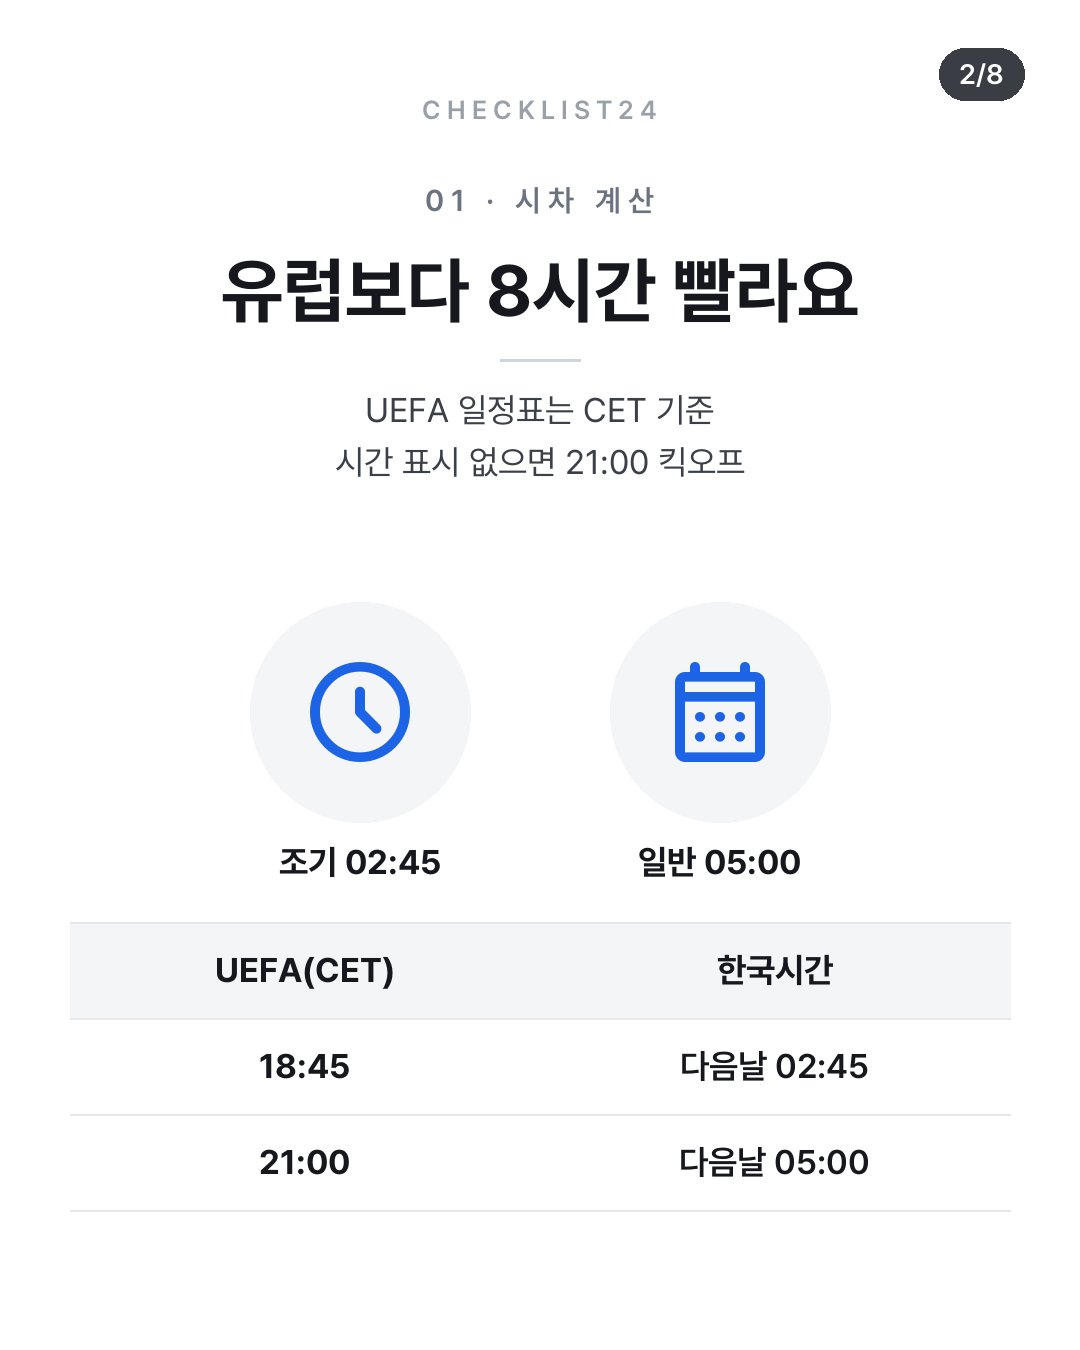 2/8
CHECKLIST24
01 · 시차 계산
유럽보다 8시간 빨라요
UEFA 일정표는 CET 기준
시간 표시 없으면 21:00 킥오프
조기 02:45
일반 05:00
UEFA(CET) 한국시간
18:45 다음날 02:45
21:00 다음날 05:00